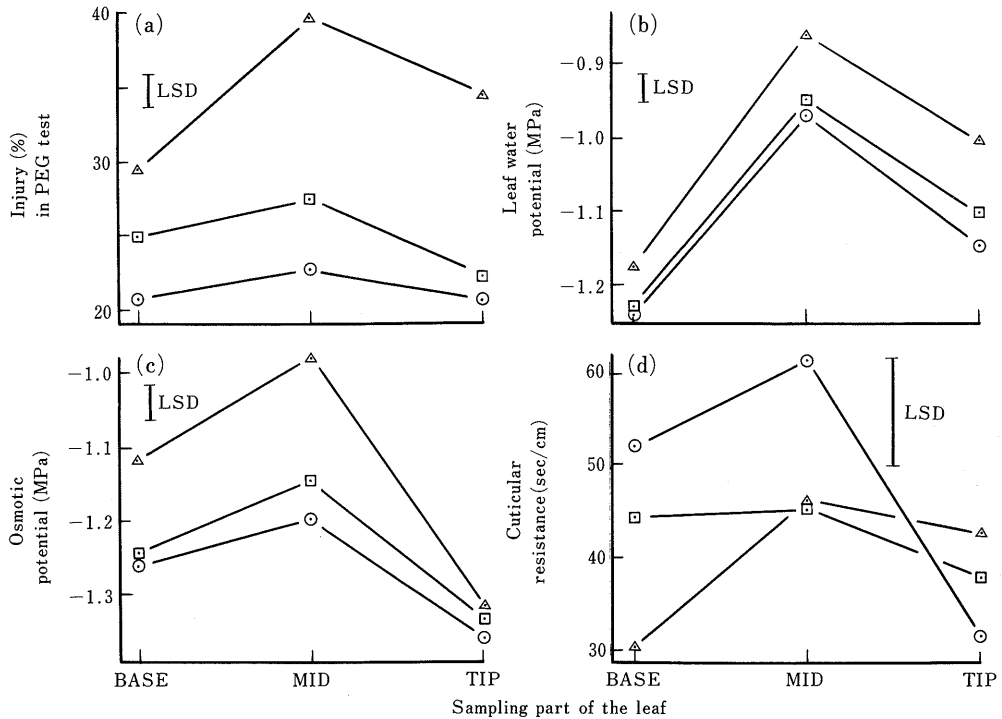 (a)
40
30
20
LSD
Injury (%)
in PEG test
(b)
−0.9
−1.0
−1.1
−1.2
LSD
Leaf water
potential (MPa)
(c)
−1.0
−1.1
−1.2
−1.3
LSD
Osmotic
potential (MPa)
BASE MID TIP
(d)
60
50
40
30
LSD
Cuticular
resistance(sec/cm)
BASE MID TIP
Sampling part of the leaf